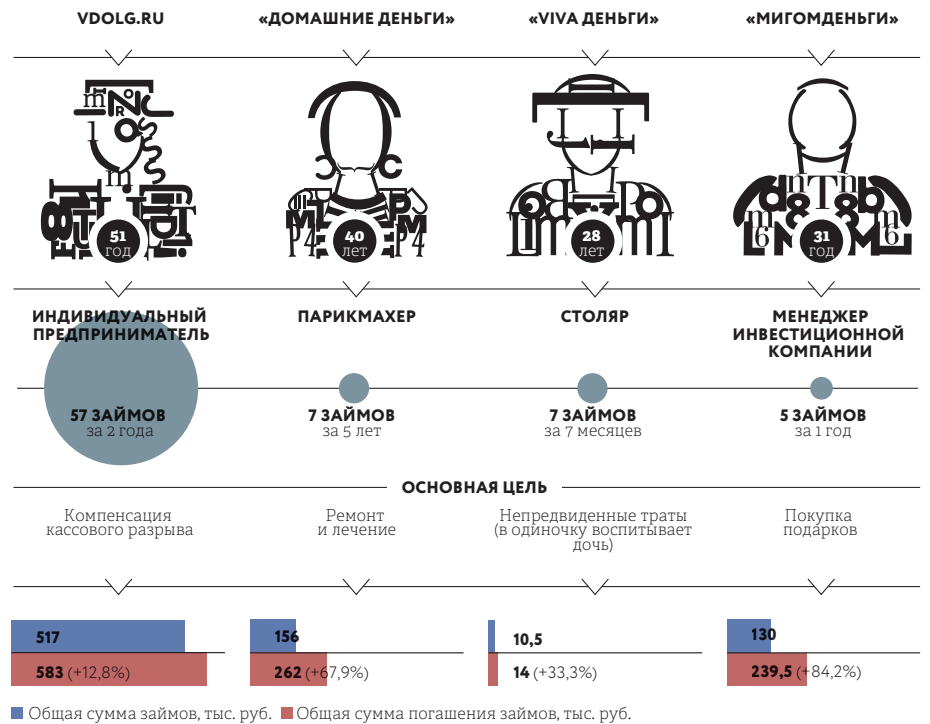 VDOLG.RU
«ДОМАШНИЕ ДЕНЬГИ»
«VIVA ДЕНЬГИ»
«МИГОМДЕНЬГИ»
51
год
40
лет
28
лет
31
год
ИНДИВИДУАЛЬНЫЙ
ПРЕДПРИНИМАТЕЛЬ
ПАРИКМАХЕР
СТОЛЯР
МЕНЕДЖЕР
ИНВЕСТИЦИОННОЙ
КОМПАНИИ
57 ЗАЙМОВ
за 2 года
7 ЗАЙМОВ
за 5 лет
7 ЗАЙМОВ
за 7 месяцев
5 ЗАЙМОВ
за 1 год
ОСНОВНАЯ ЦЕЛЬ
Компенсация
кассового разрыва
Ремонт
и лечение
Непредвиденные траты
(в одиночку воспитывает
дочь)
Покупка
подарков
517
583 (+12,8%)
156
262 (+67,9%)
10,5
14 (+33,3%)
130
239,5 (+84,2%)
Общая сумма займов, тыс. руб.
Общая сумма погашения займов, тыс. руб.